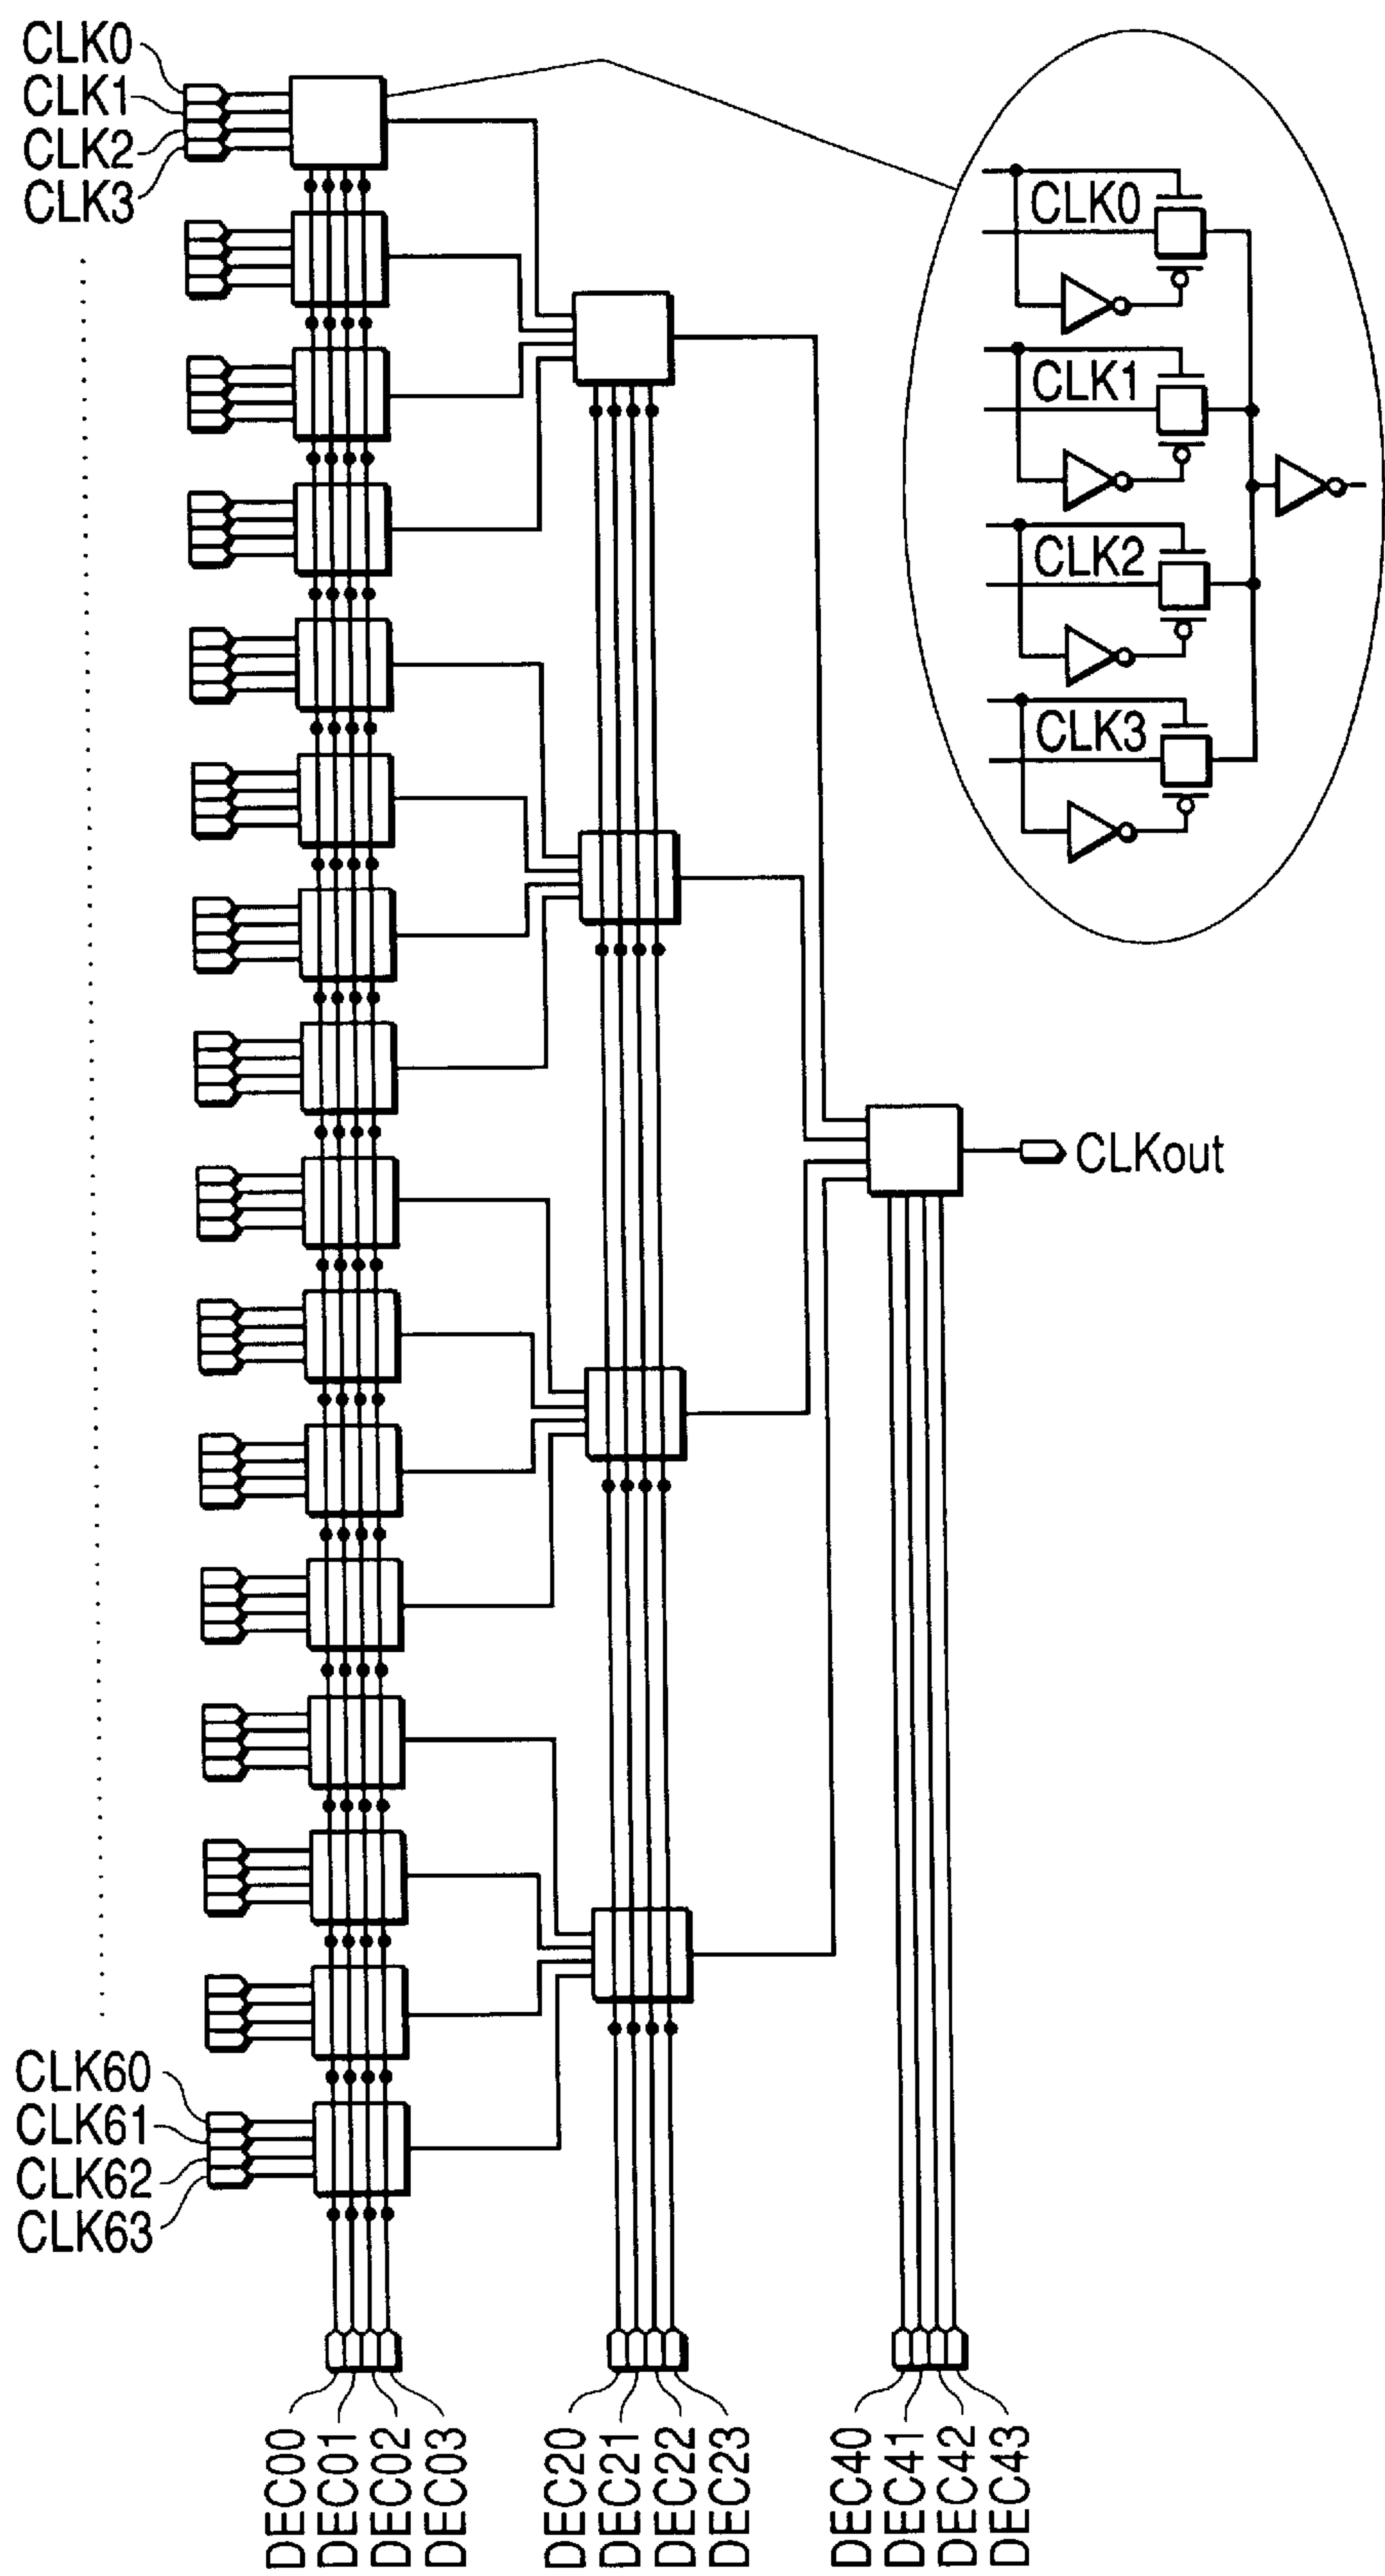 CLK0
CLK1
CLK2
CLK3
CLK0
CLK1
CLK2
CLK3
CLKout
CLK60
CLK61
CLK62
CLK63
DEC00
DEC01
DEC02
DEC03
DEC20
DEC21
DEC22
DEC23
DEC40
DEC41
DEC42
DEC43